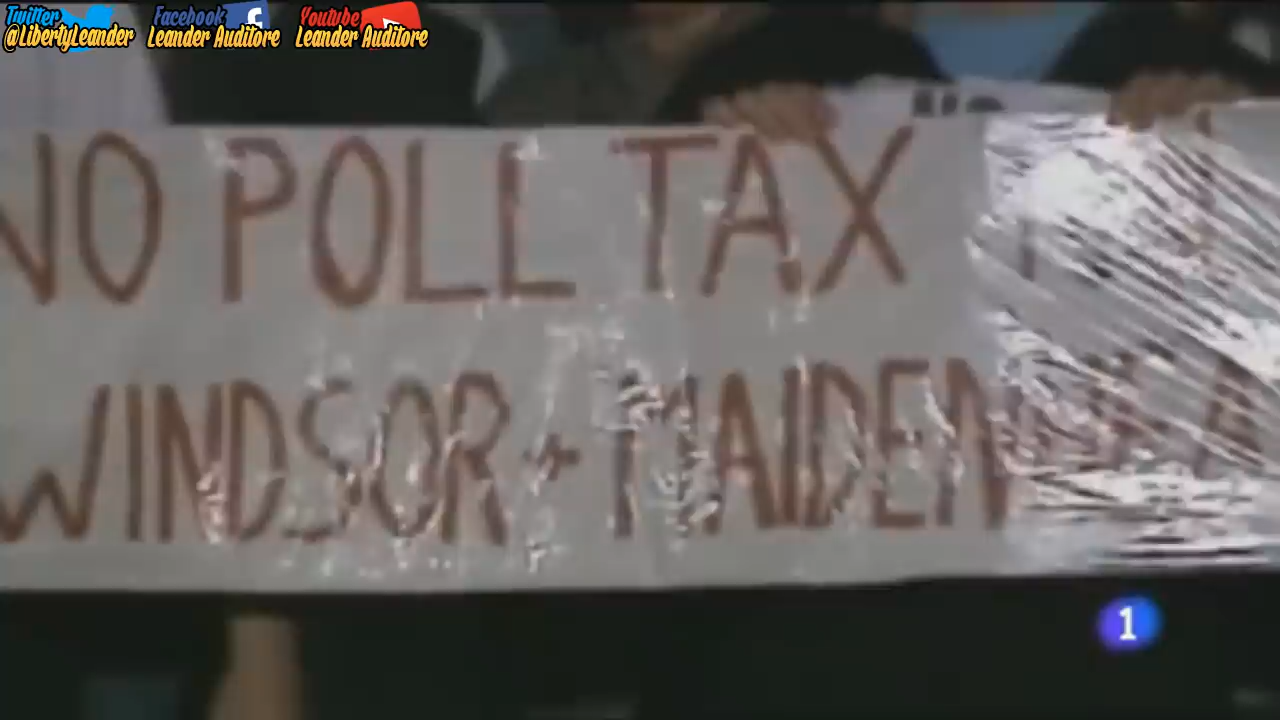 Twitter Facebook Youtube
@LibertyLeander Leander Auditore Leander Auditore
NO POLL TAX
WINDSOR + MAIDEN
1